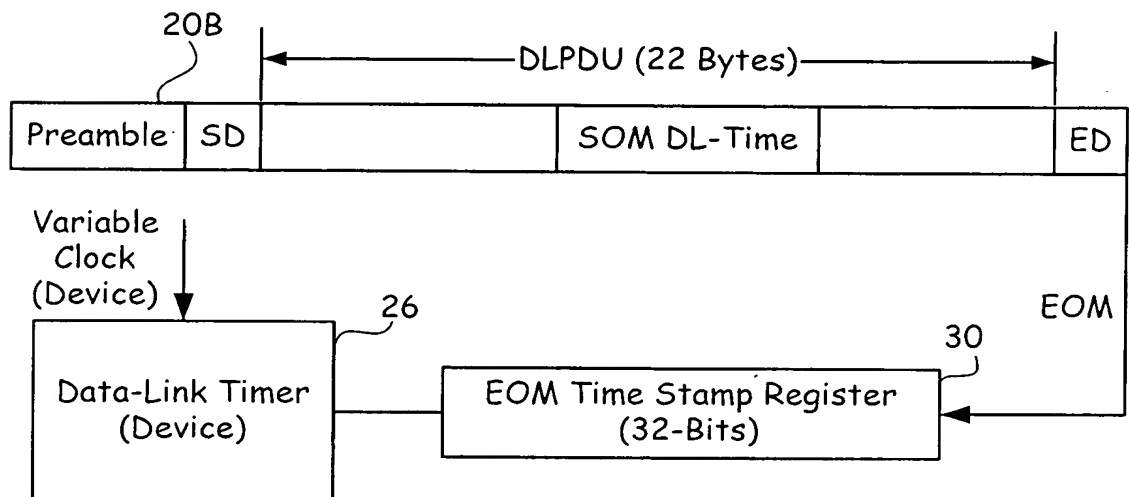 20B
DLPDU (22 Bytes)
Preamble SD SOM DL-Time ED
Variable
Clock
(Device)
26
EOM
30
Data-Link Timer
(Device)
EOM Time Stamp Register
(32-Bits)